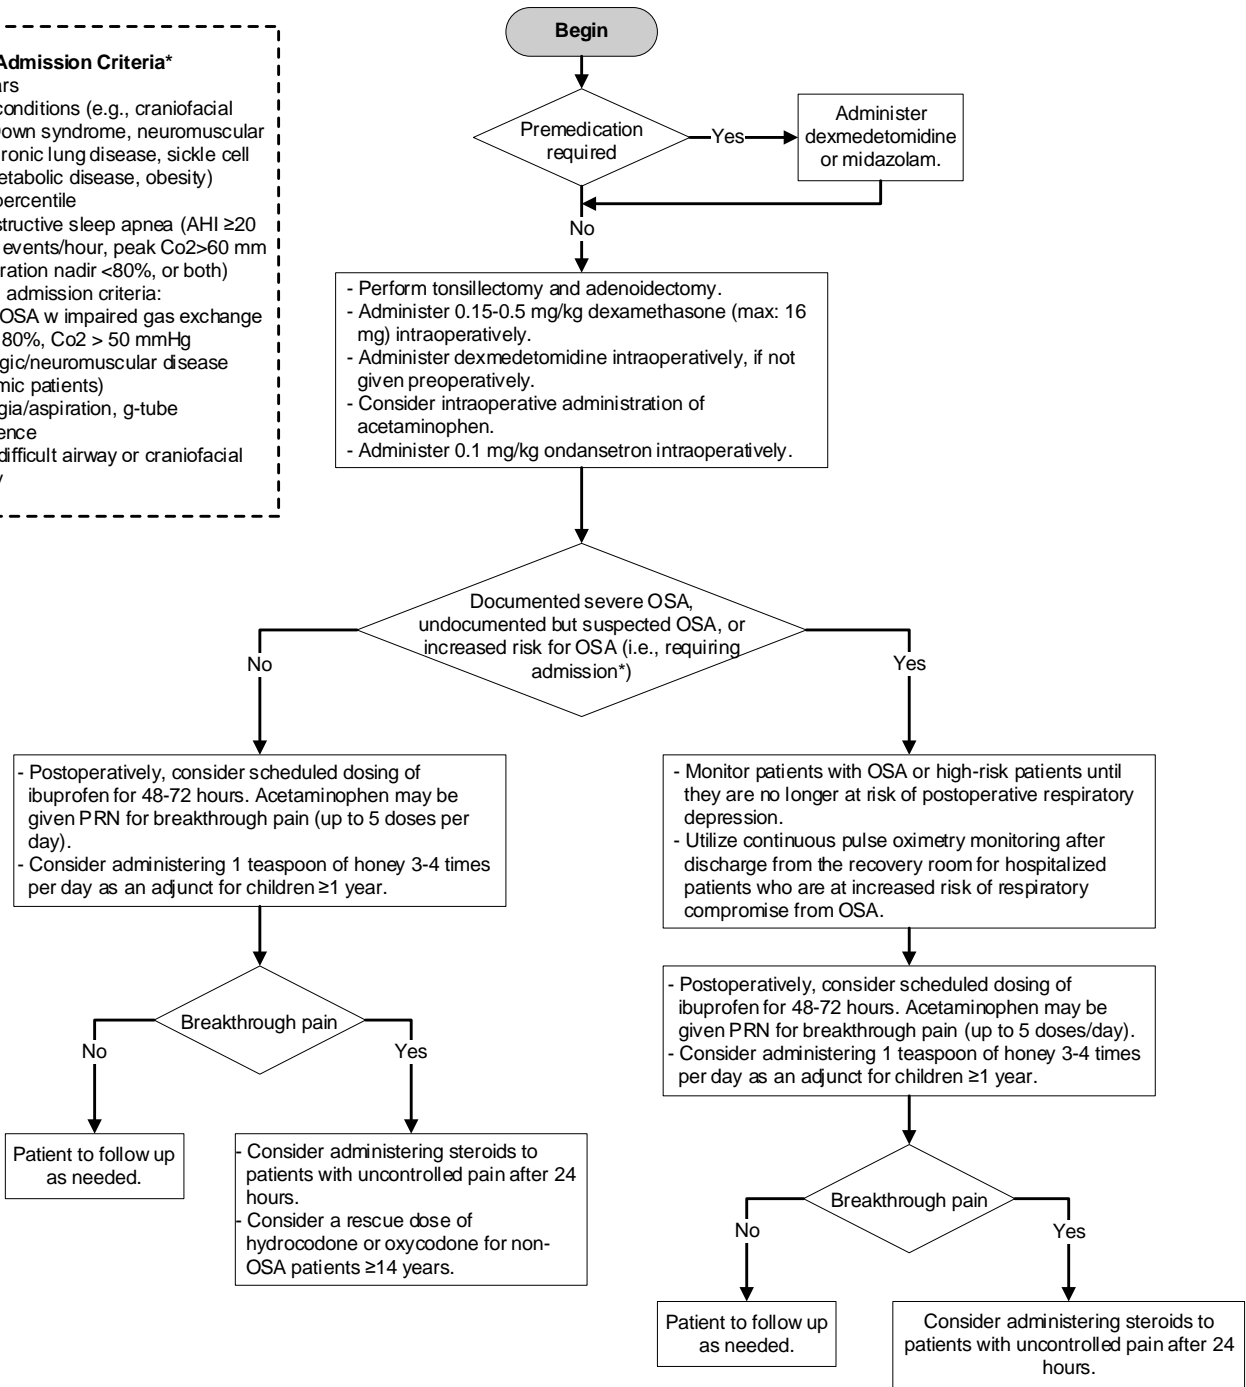 Begin
Admission Criteria*
conditions (e.g., craniofacial
Down syndrome, neuromuscular
lung disease, sickle cell
disease, obesity)
percentile
sleep apnea (AHI ≥20
events/hour, peak Co2>60 mm
nadir <80%, or both)
admission criteria:
OSA w impaired gas exchange
80%, Co2 > 50 mmHg
disease
patients)
g-tube
difficult airway or craniofacial
Premedication
required
Yes
Administer
dexmedetomidine
or midazolam.
No
- Perform tonsillectomy and adenoidectomy.
- Administer 0.15-0.5 mg/kg dexamethasone (max: 16
mg) intraoperatively.
- Administer dexmedetomidine intraoperatively, if not
given preoperatively.
- Consider intraoperative administration of
acetaminophen.
- Administer 0.1 mg/kg ondansetron intraoperatively.
Documented severe OSA,
undocumented but suspected OSA, or
increased risk for OSA (i.e., requiring
admission*)
No
Yes
- Postoperatively, consider scheduled dosing of
ibuprofen for 48-72 hours. Acetaminophen may be
given PRN for breakthrough pain (up to 5 doses per
day).
- Consider administering 1 teaspoon of honey 3-4 times
per day as an adjunct for children ≥1 year.
- Monitor patients with OSA or high-risk patients until
they are no longer at risk of postoperative respiratory
depression.
- Utilize continuous pulse oximetry monitoring after
discharge from the recovery room for hospitalized
patients who are at increased risk of respiratory
compromise from OSA.
Breakthrough pain
No
Yes
- Postoperatively, consider scheduled dosing of
ibuprofen for 48-72 hours. Acetaminophen may be
given PRN for breakthrough pain (up to 5 doses/day).
- Consider administering 1 teaspoon of honey 3-4 times
per day as an adjunct for children ≥1 year.
Patient to follow up
as needed.
- Consider administering steroids to
patients with uncontrolled pain after 24
hours.
- Consider a rescue dose of
hydrocodone or oxycodone for non-
OSA patients ≥14 years.
Breakthrough pain
No
Yes
Patient to follow up
as needed.
Consider administering steroids to
patients with uncontrolled pain after 24
hours.